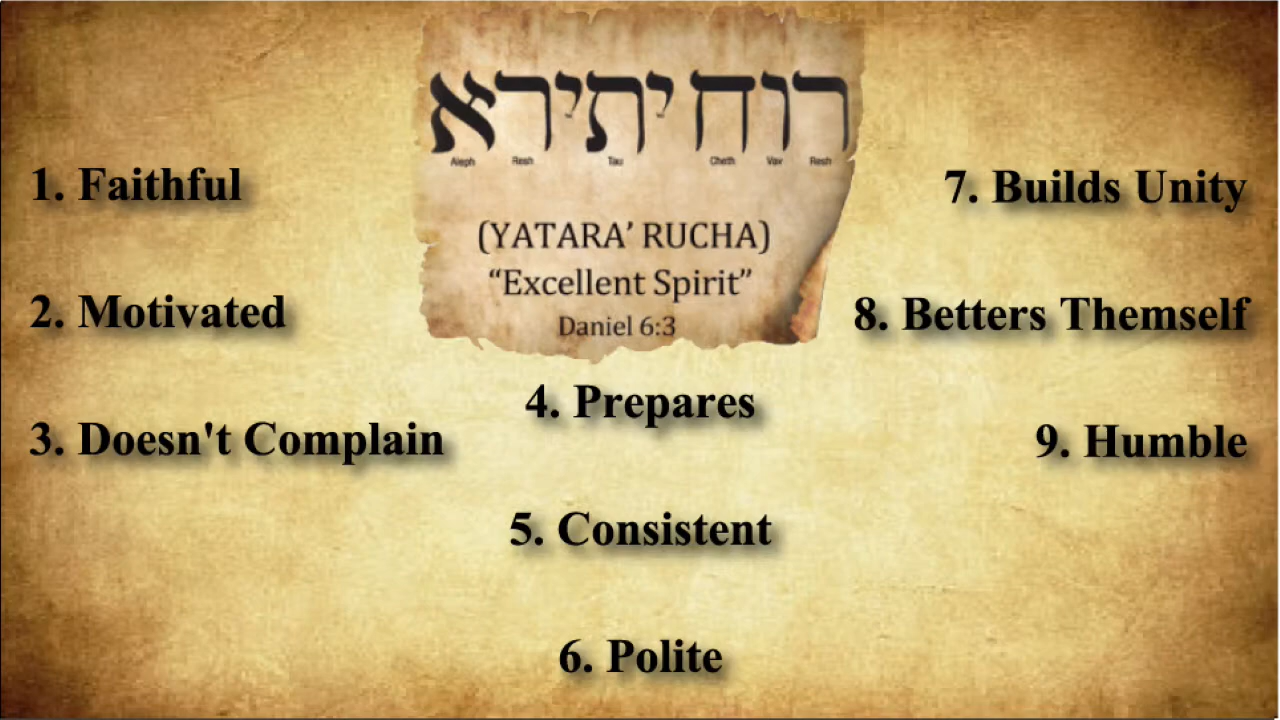 רוח יתירא
Aleph Resh Tau Cheth Vav Resh
(YATARA’ RUCHA)
“Excellent Spirit”
Daniel 6:3
1. Faithful
2. Motivated
3. Doesn't Complain
4. Prepares
5. Consistent
6. Polite
7. Builds Unity
8. Betters Themself
9. Humble